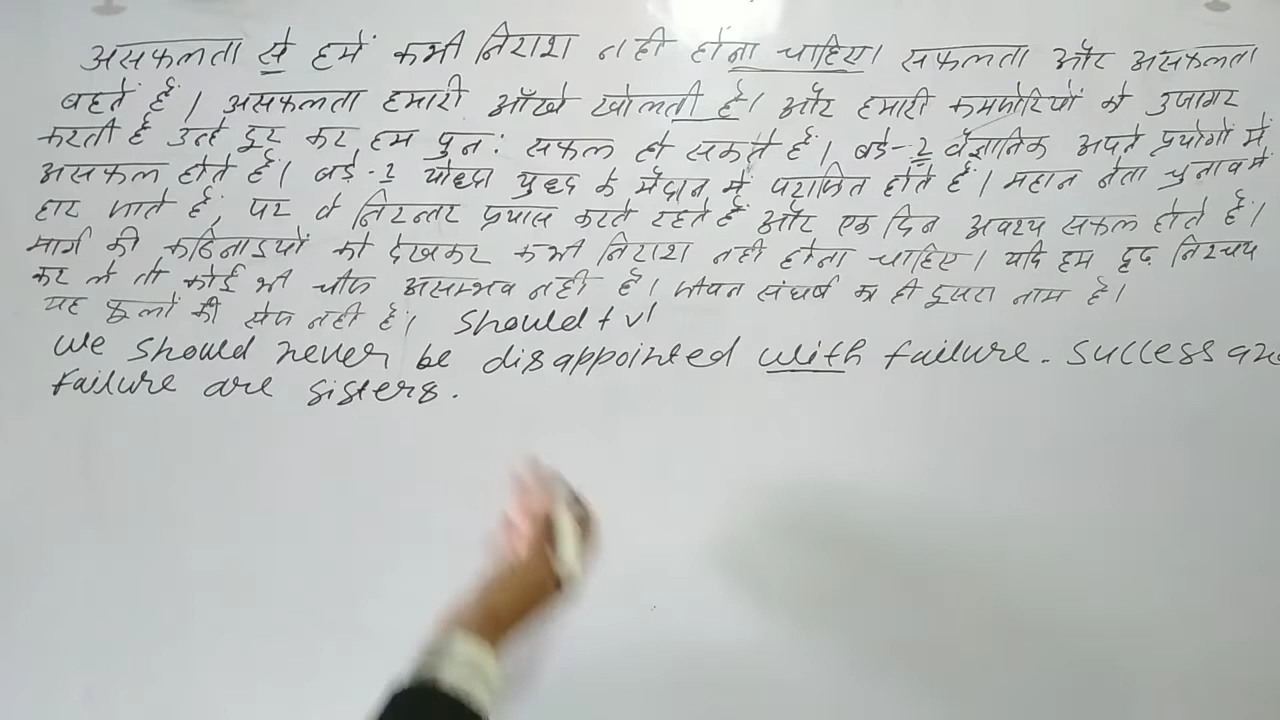 असफलता से हमें कभी निराश नही होना चाहिए। सफलता और असफलता
बहतें हैं। असफलता हमारी आँखे खोलती है। और हमारी कमजोरियों को उजागर
करती है उन्हे दूर कर हम पुन: सफल हो सकते हैं। बड़े-2 वैज्ञानिक अपने प्रयोगों में
असफल होते हैं। बड़े-2 योध्दा युध्द के मैदान में पराजित होते हैं। महान नेता चुनाव में
हार जाते हैं, पर वे निरन्तर प्रयास करते रहते हैं और एक दिन अवश्य सफल होते हैं।
मार्ग की कठिनाइयों को देखकर कभी निराश नही होना चाहिए। यदि हम दृढ़ निश्चय
कर ले तो कोई भी चीज असम्भव नही है। जीवन संघर्ष का ही दूसरा नाम है।
यह फूलों की सेज नही है। Should + v1
We should never be disappointed with failure. Success an
Failure are sisters.